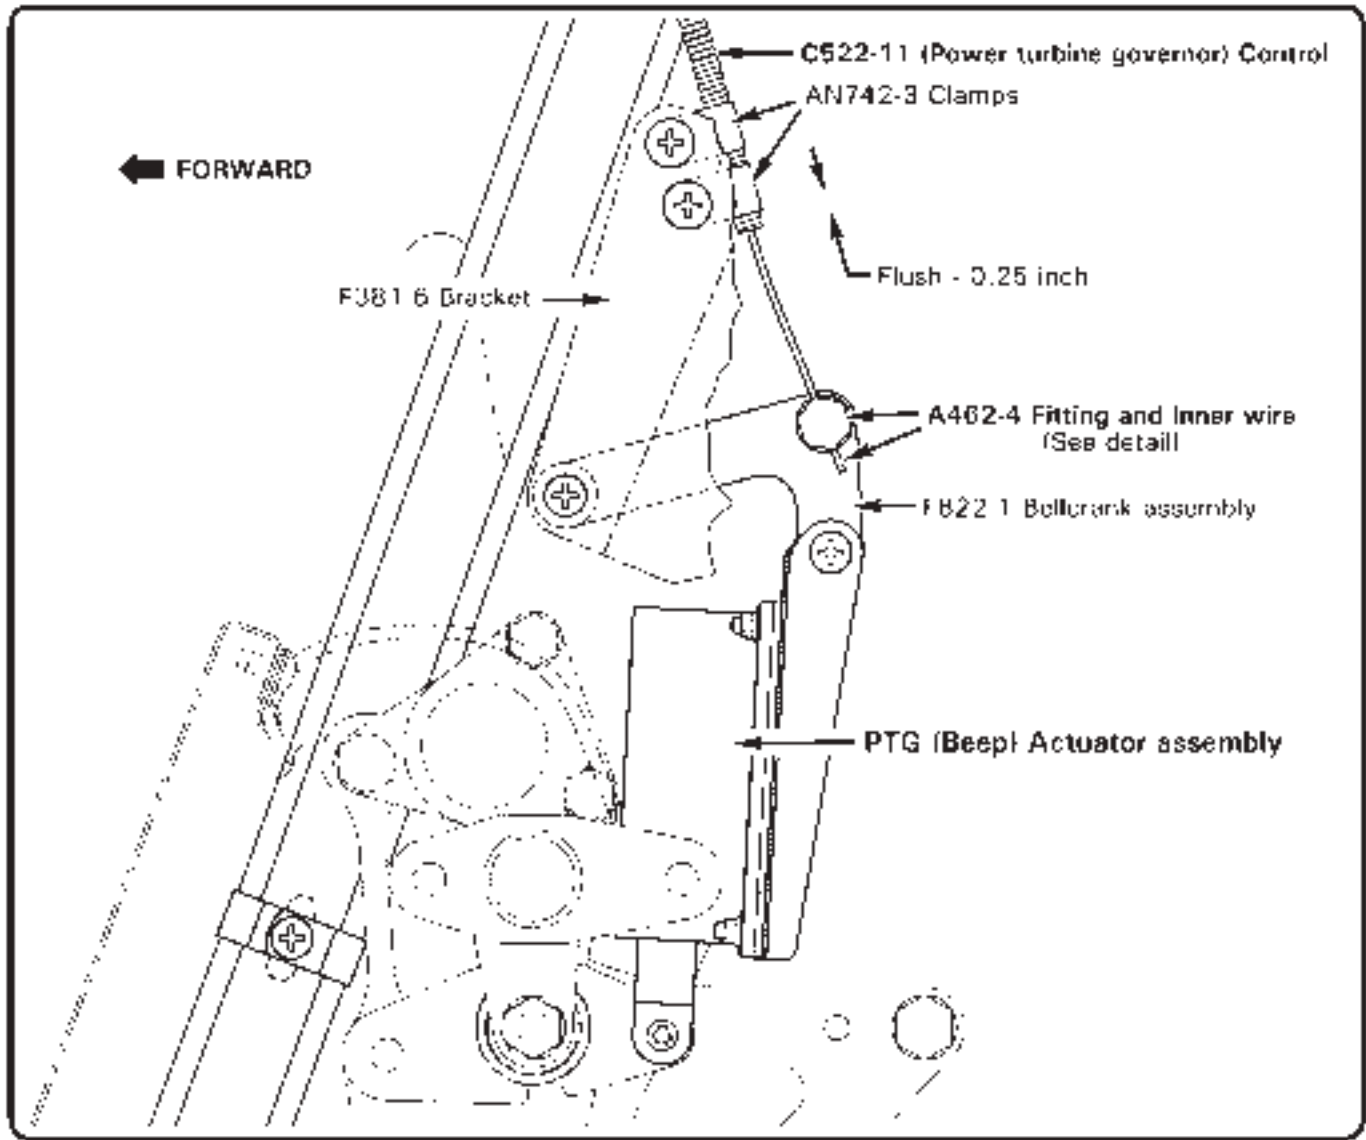 C522-11 (Power turbine governor) Control
AN742-3 Clamps
FORWARD
Flush - 0.25 inch
F381-6 Bracket
A462-4 Fitting and Inner wire
(See detail)
F822-1 Bellcrank assembly
PTG (Beep) Actuator assembly